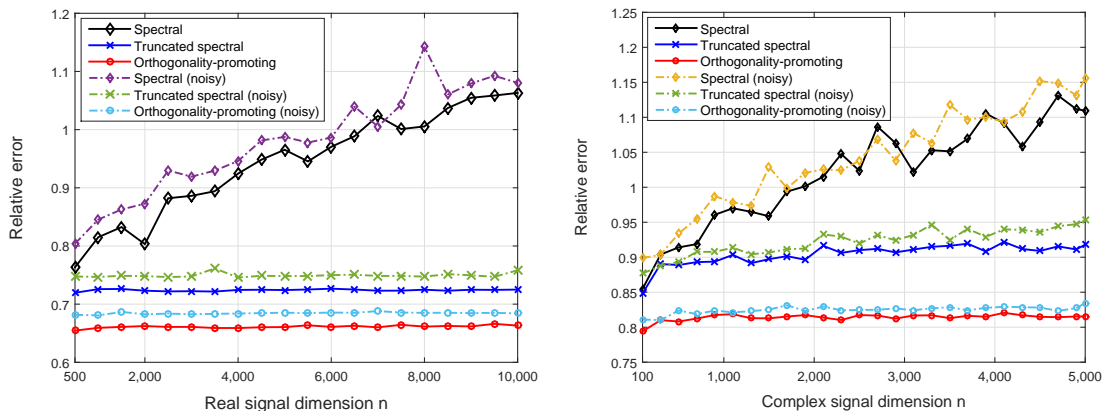 1.2
1.1
1
0.9
0.8
0.7
0.6
Relative error
Spectral
Truncated spectral
Orthogonality-promoting
Spectral (noisy)
Truncated spectral (noisy)
Orthogonality-promoting (noisy)
500
2,000
4,000
6,000
8,000
10,000
Real signal dimension n
1.25
1.2
1.15
1.1
1.05
1
0.95
0.9
0.85
0.8
0.75
Relative error
Spectral
Truncated spectral
Orthogonality-promoting
Spectral (noisy)
Truncated spectral (noisy)
Orthogonality-promoting (noisy)
100
1,000
2,000
3,000
4,000
5,000
Complex signal dimension n